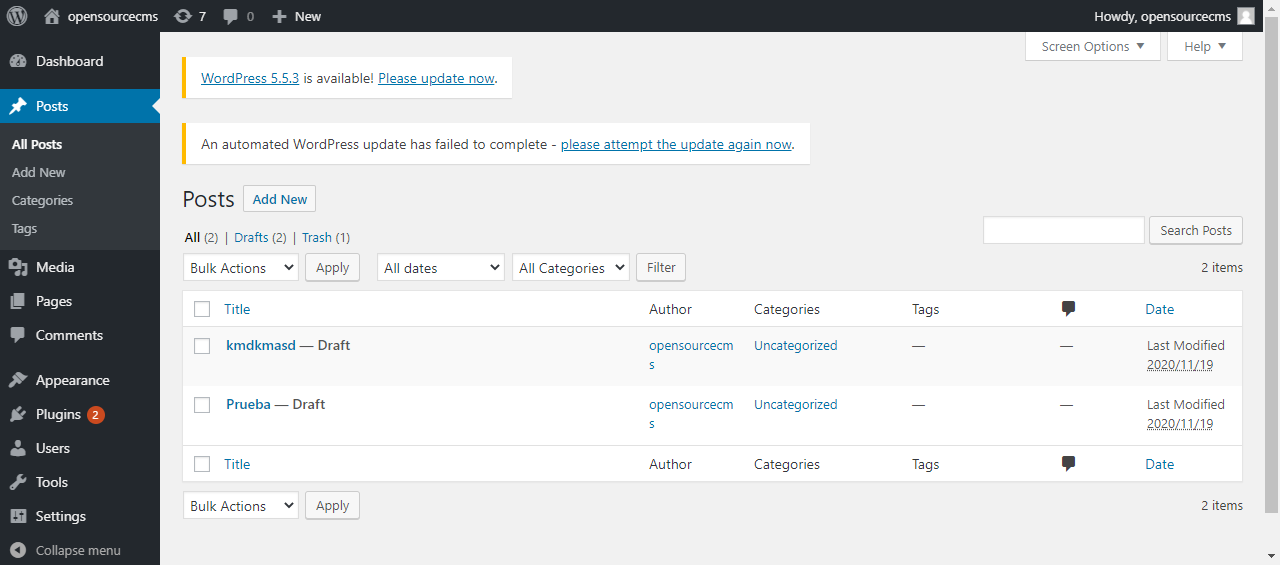 opensourcecms 7 0 New Howdy, opensourcecms
Screen Options Help
Dashboard
Posts
All Posts
Add New
Categories
Tags
Media
Pages
Comments
Appearance
Plugins 2
Users
Tools
Settings
Collapse menu
WordPress 5.5.3 is available! Please update now.
An automated WordPress update has failed to complete - please attempt the update again now.
Posts Add New
All (2) | Drafts (2) | Trash (1)
Search Posts
Bulk Actions Apply All dates All Categories Filter 2 items
Title Author Categories Tags Date
kmdkmasd — Draft opensourcecm Uncategorized — — Last Modified
s 2020/11/19
Prueba — Draft opensourcecm Uncategorized — — Last Modified
s 2020/11/19
Title Author Categories Tags Date
Bulk Actions Apply 2 items